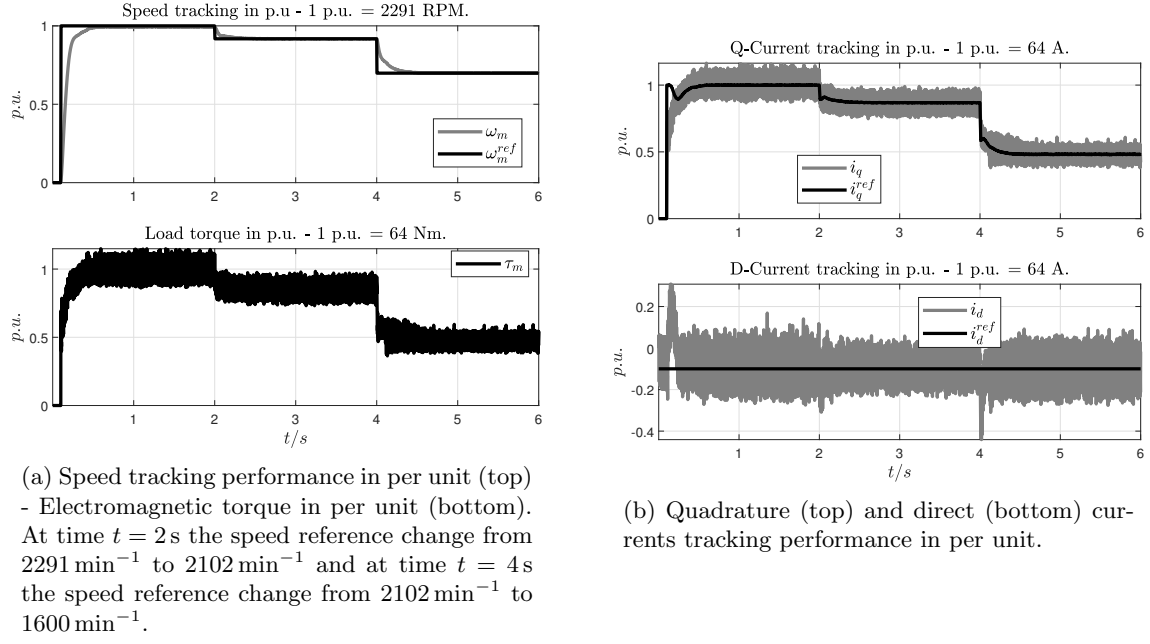 Speed tracking in p.u - 1 p.u. = 2291 RPM.
1
0.5
0
p.u.
ω_m
ω_m^ref
1 2 3 4 5 6
Load torque in p.u. - 1 p.u. = 64 Nm.
1
0.5
0
p.u.
τ_m
1 2 3 4 5 6
t/s
(a) Speed tracking performance in per unit (top)
- Electromagnetic torque in per unit (bottom).
At time t = 2 s the speed reference change from
2291 min⁻¹ to 2102 min⁻¹ and at time t = 4 s
the speed reference change from 2102 min⁻¹ to
1600 min⁻¹.
Q-Current tracking in p.u. - 1 p.u. = 64 A.
1
0.5
0
p.u.
i_q
i_q^ref
1 2 3 4 5 6
D-Current tracking in p.u. - 1 p.u. = 64 A.
0.2
0
-0.2
-0.4
p.u.
i_d
i_d^ref
1 2 3 4 5 6
t/s
(b) Quadrature (top) and direct (bottom) cur-
rents tracking performance in per unit.